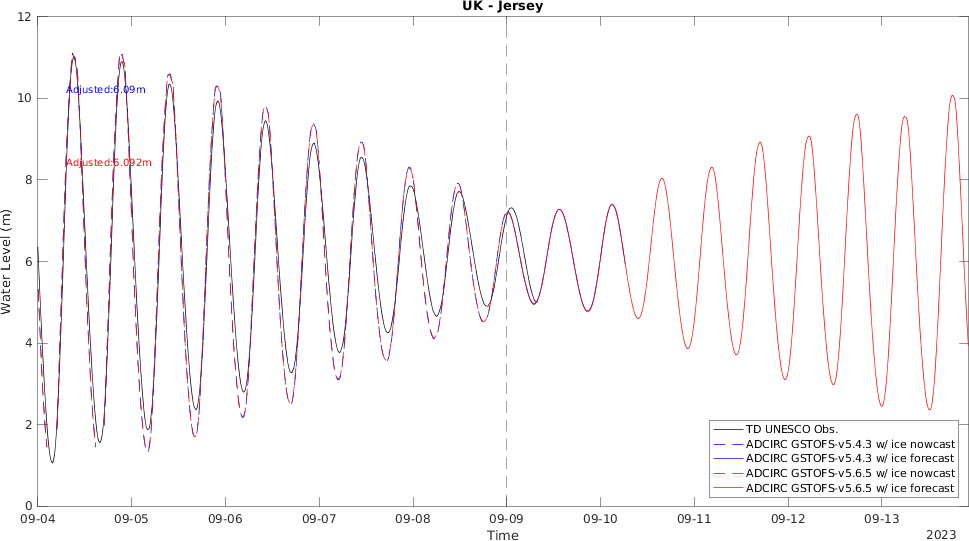 UK - Jersey
12
10
8
6
4
2
0
Water Level (m)
Adjusted:6.09m
Adjusted:6.092m
TD UNESCO Obs.
ADCIRC GSTOFS-v5.4.3 w/ ice nowcast
ADCIRC GSTOFS-v5.4.3 w/ ice forecast
ADCIRC GSTOFS-v5.6.5 w/ ice nowcast
ADCIRC GSTOFS-v5.6.5 w/ ice forecast
09-04 09-05 09-06 09-07 09-08 09-09 09-10 09-11 09-12 09-13
Time
2023